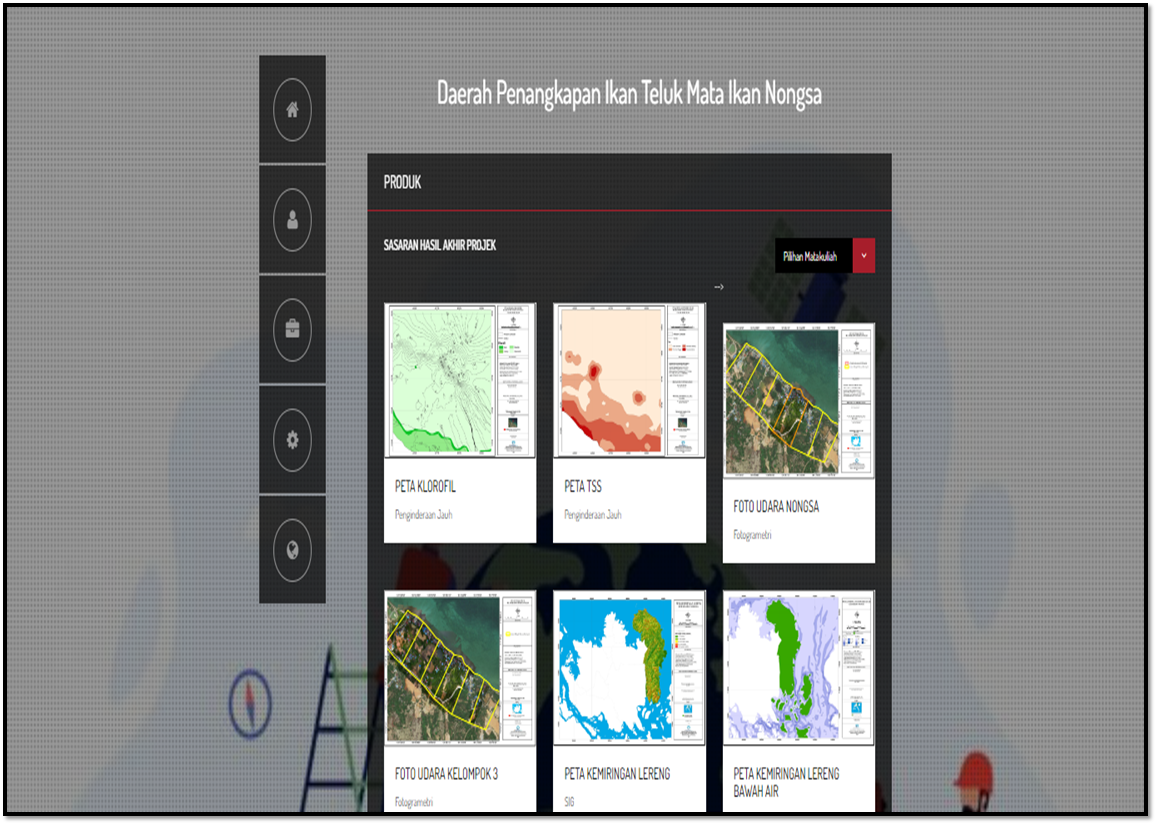 Daerah Penangkapan Ikan Teluk Mata Ikan Nongsa
PRODUK
SASARAN HASIL AKHIR PROJEK
Pilihan Matakuliah
-->
PETA KLOROFIL
Penginderaan Jauh
PETA TSS
Penginderaan Jauh
FOTO UDARA NONGSA
Fotogrametri
FOTO UDARA KELOMPOK 3
Fotogrametri
PETA KEMIRINGAN LERENG
SIG
PETA KEMIRINGAN LERENG
BAWAH AIR